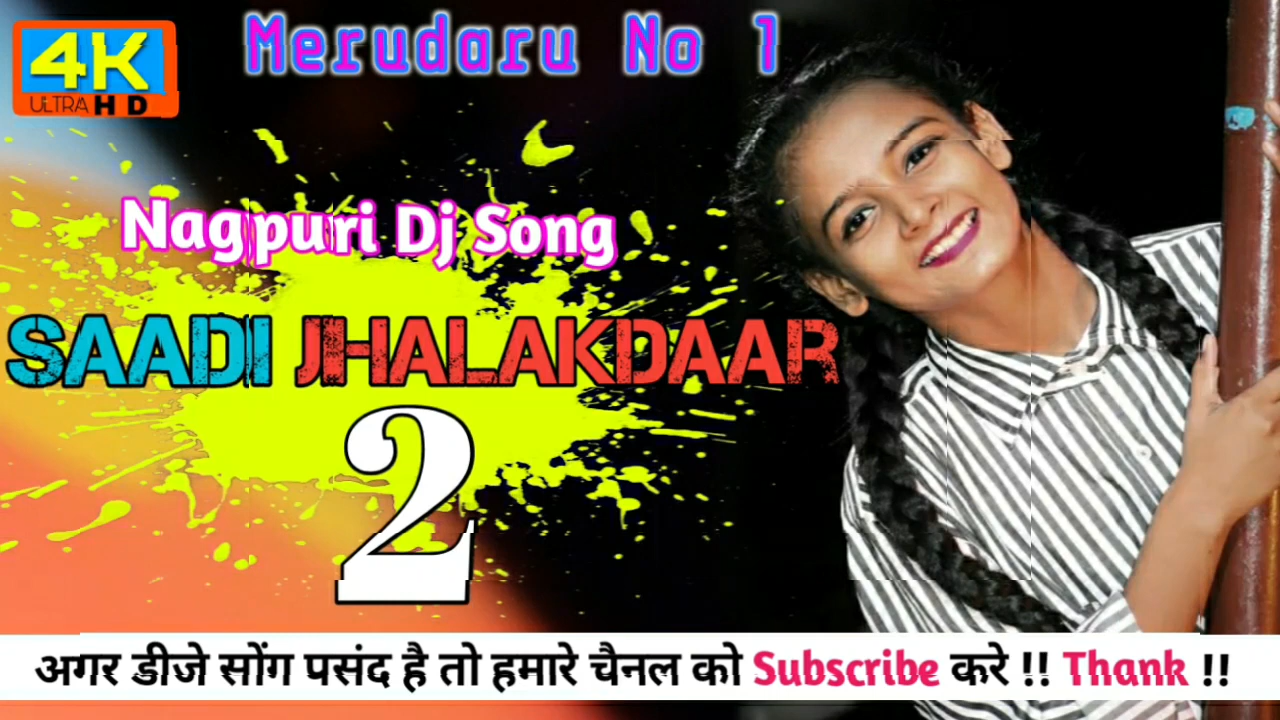 4K
ULTRA HD
Merudaru No 1
Nagpuri Dj Song
SAADI JHALAKDAAR
2
अगर डीजे सोंग पसंद है तो हमारे चैनल को Subscribe करे !! Thank !!